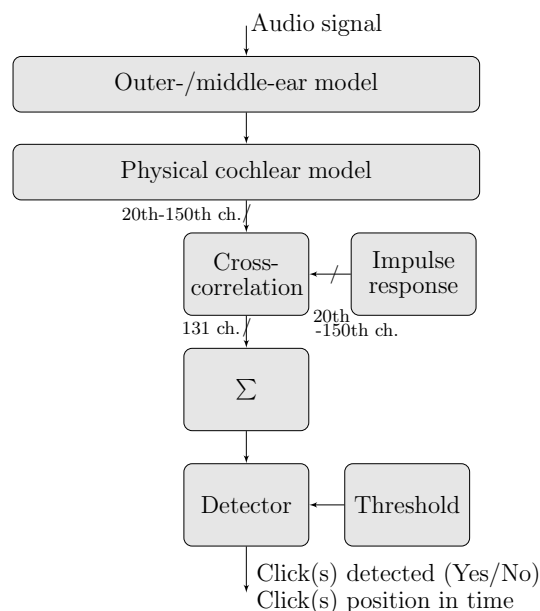 Audio signal
Outer-/middle-ear model
Physical cochlear model
20th-150th ch.
Cross-
correlation
Impulse
response
20th
-150th ch.
131 ch.
Σ
Detector
Threshold
Click(s) detected (Yes/No)
Click(s) position in time